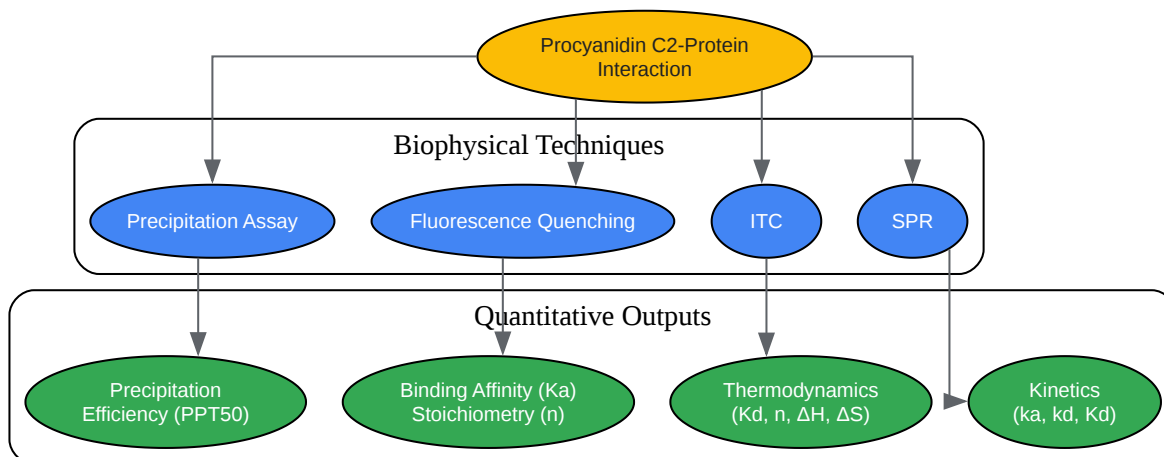 Procyanidin C2-Protein
Interaction
Biophysical Techniques
Precipitation Assay
Fluorescence Quenching
ITC
SPR
Quantitative Outputs
Precipitation
Efficiency (PPT50)
Binding Affinity (Ka)
Stoichiometry (n)
Thermodynamics
(Kd, n, ΔH, ΔS)
Kinetics
(ka, kd, Kd)